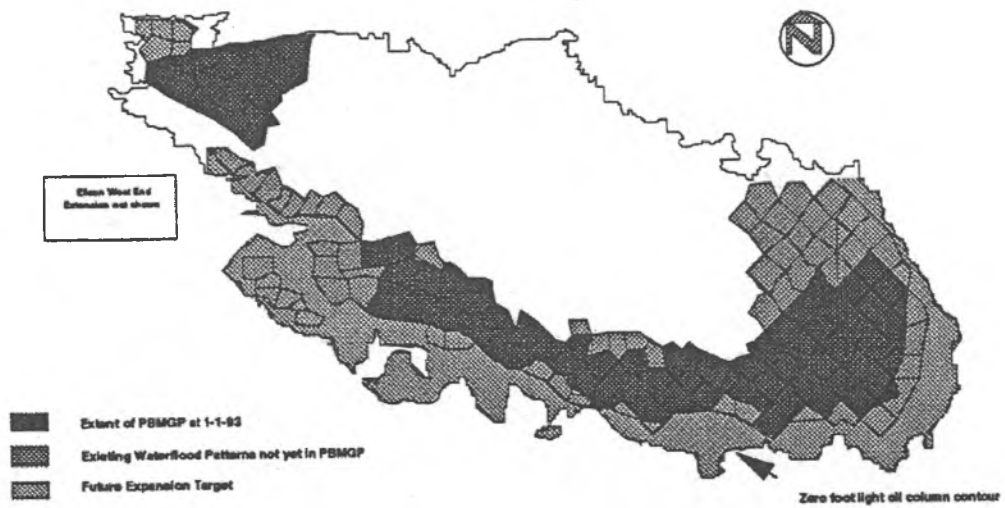 N
Eileen West End
Extension not shown
Extent of PBMGP at 1-1-93
Existing Waterflood Patterns not yet in PBMGP
Future Expansion Target
Zero foot light oil column contour